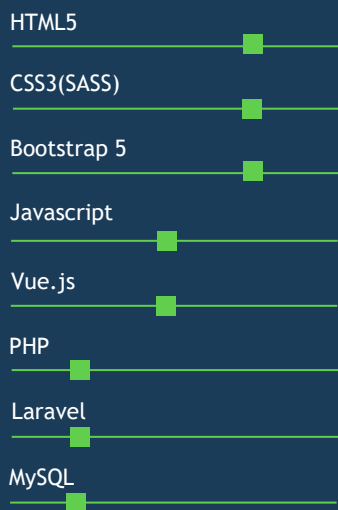 HTML5
CSS3(SASS)
Bootstrap 5
Javascript
Vue.js
PHP
Laravel
MySQL